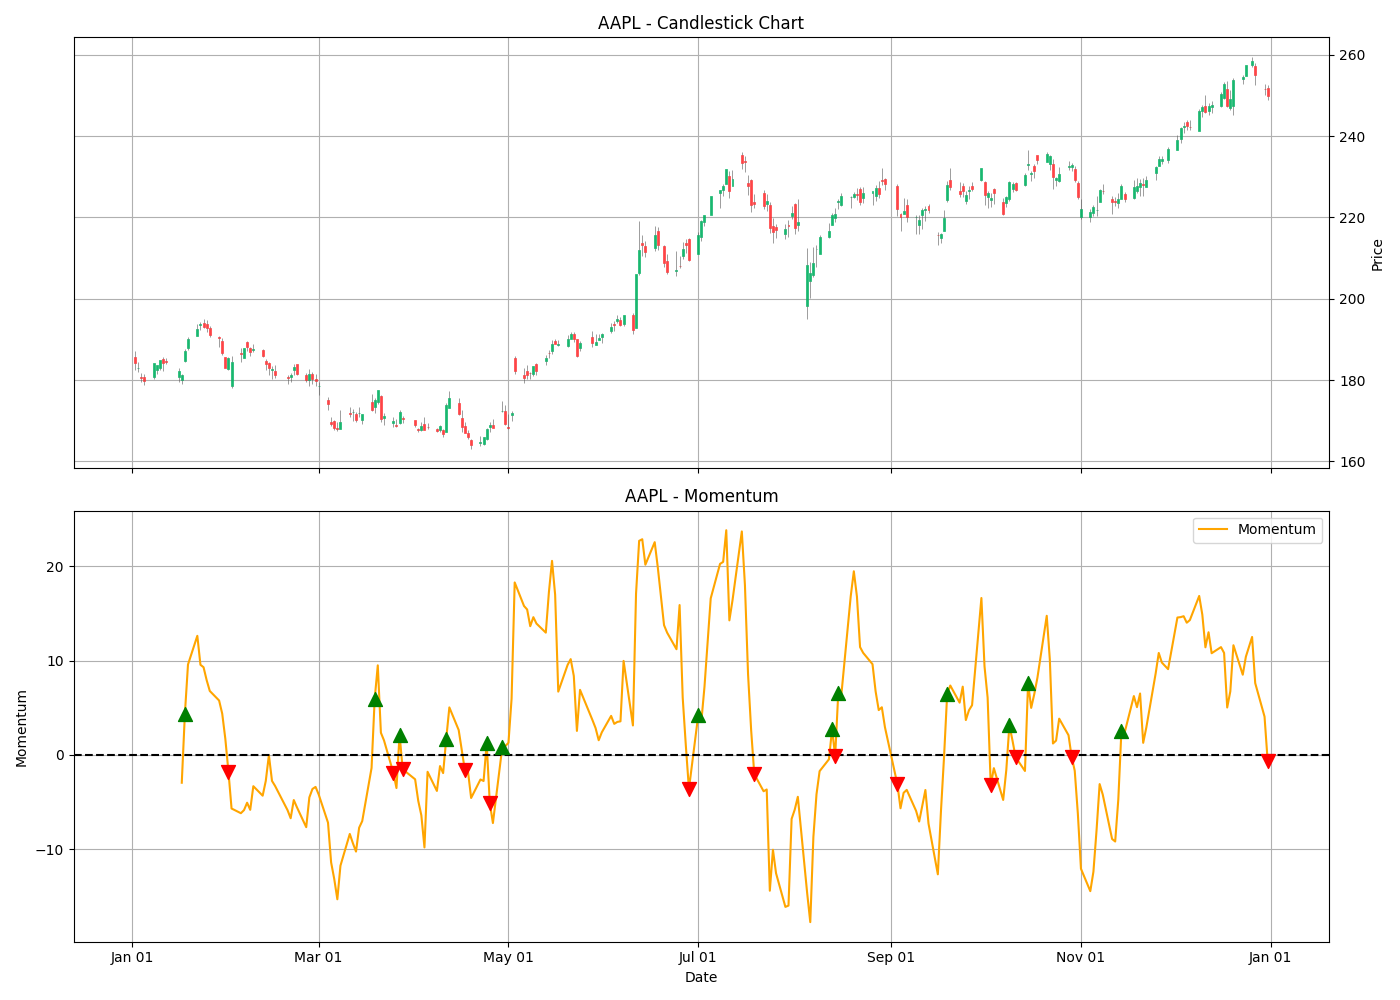 AAPL - Candlestick Chart
260
240
220
200
180
160
Price
AAPL - Momentum
Momentum
20
10
0
−10
Momentum
Jan 01
Mar 01
May 01
Jul 01
Sep 01
Nov 01
Jan 01
Date